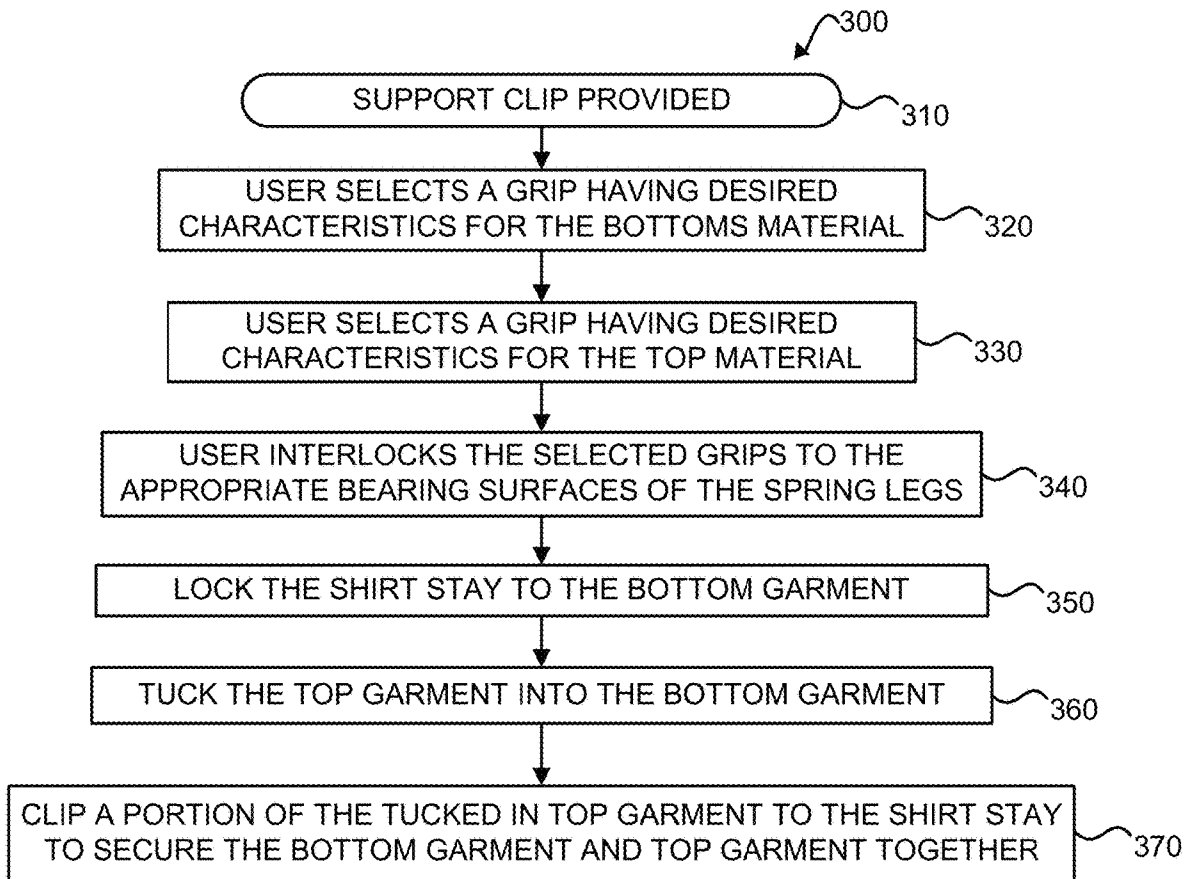 300
SUPPORT CLIP PROVIDED
310
USER SELECTS A GRIP HAVING DESIRED
CHARACTERISTICS FOR THE BOTTOMS MATERIAL
320
USER SELECTS A GRIP HAVING DESIRED
CHARACTERISTICS FOR THE TOP MATERIAL
330
USER INTERLOCKS THE SELECTED GRIPS TO THE
APPROPRIATE BEARING SURFACES OF THE SPRING LEGS
340
LOCK THE SHIRT STAY TO THE BOTTOM GARMENT
350
TUCK THE TOP GARMENT INTO THE BOTTOM GARMENT
360
CLIP A PORTION OF THE TUCKED IN TOP GARMENT TO THE SHIRT STAY
TO SECURE THE BOTTOM GARMENT AND TOP GARMENT TOGETHER
370